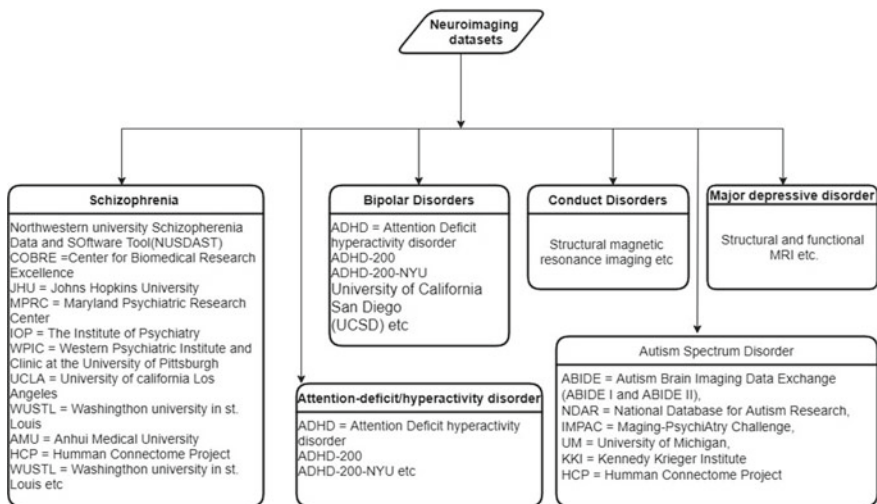 Neuroimaging
datasets
Schizophrenia
Northwestern university Schizopherenia
Data and SOftware Tool(NUSDAST)
COBRE =Center for Biomedical Research
Excellence
JHU = Johns Hopkins University
MPRC = Maryland Psychiatric Research
Center
IOP = The Institute of Psychiatry
WPIC = Western Psychiatric Institute and
Clinic at the University of Pittsburgh
UCLA = University of california Los
Angeles
WUSTL = Washingthon university in st.
Louis
AMU = Anhui Medical University
HCP = Humman Connectome Project
WUSTL = Washingthon university in st.
Louis etc
Bipolar Disorders
ADHD = Attention Deficit
hyperactivity disorder
ADHD-200
ADHD-200-NYU
University of California
San Diego
(UCSD) etc
Conduct Disorders
Structural magnetic
resonance imaging etc
Major depressive disorder
Structural and functional
MRI etc.
Attention-deficit/hyperactivity disorder
ADHD = Attention Deficit hyperactivity
disorder
ADHD-200
ADHD-200-NYU etc
Autism Spectrum Disorder
ABIDE = Autism Brain Imaging Data Exchange
(ABIDE I and ABIDE II),
NDAR = National Database for Autism Research,
IMPAC = Maging-PsychiAtry Challenge,
UM = University of Michigan,
KKI = Kennedy Krieger Institute
HCP = Humman Connectome Project